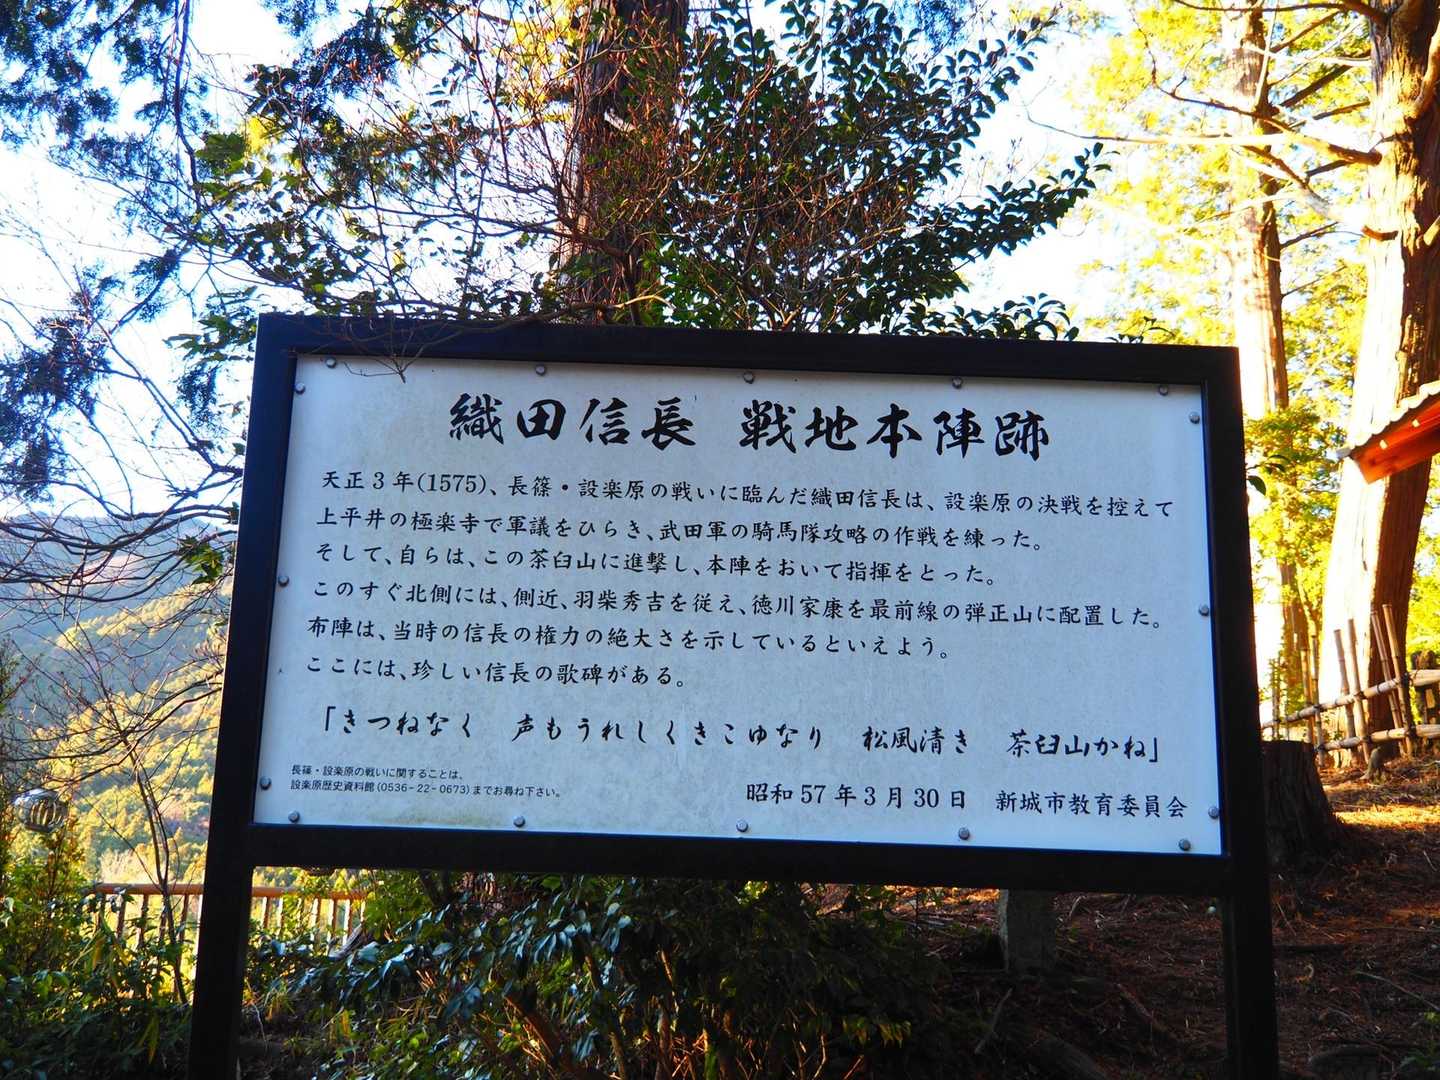 織田信長 戦地本陣跡
天正3年(1575)、長篠・設楽原の戦いに臨んだ織田信長は、設楽原の決戦を控えて
上平井の極楽寺で軍議をひらき、武田軍の騎馬隊攻略の作戦を練った。
そして、自らは、この茶臼山に進撃し、本陣をおいて指揮をとった。
このすぐ北側には、側近、羽柴秀吉を従え、徳川家康を最前線の弾正山に配置した。
布陣は、当時の信長の権力の絶大さを示しているといえよう。
ここには、珍しい信長の歌碑がある。
「きつねなく 声もうれしくきこゆなり 松風清き 茶臼山かね」
長篠・設楽原の戦いに関することは、
設楽原歴史資料館(0536-22-0673)までお尋ね下さい。
昭和57年3月30日 新城市教育委員会